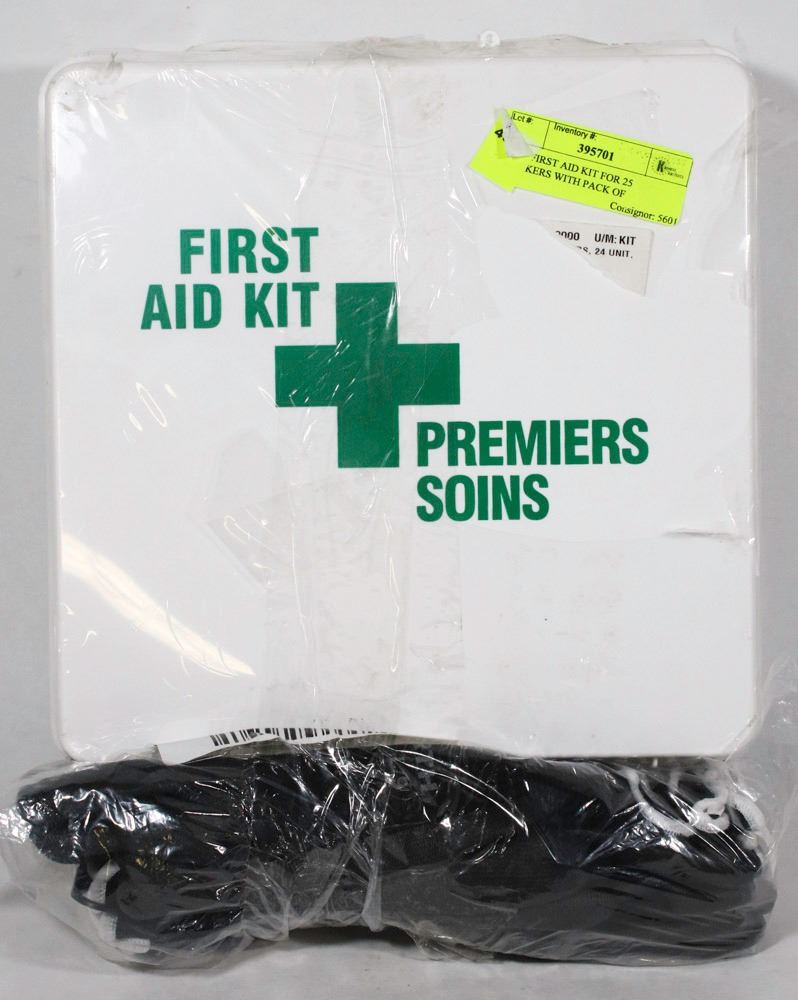 Lot #:
Inventory #:
395701
FIRST AID KIT FOR 25
KERS WITH PACK OF
Consignor: 5601
U/M: KIT
24 UNIT,
FIRST
AID KIT
PREMIERS
SOINS